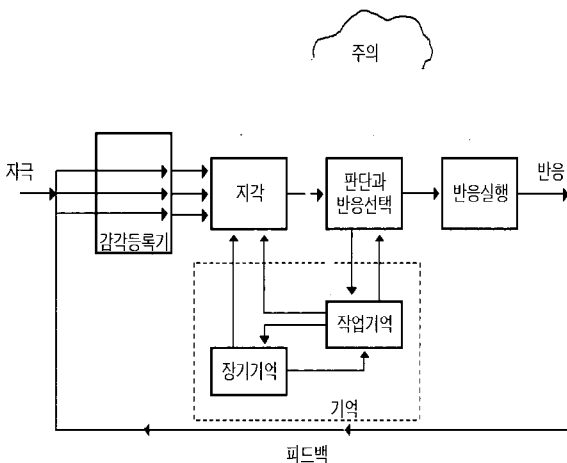 주의
자극
감각등록기
지각
판단과
반응선택
반응실행
반응
작업기억
장기기억
기억
피드백